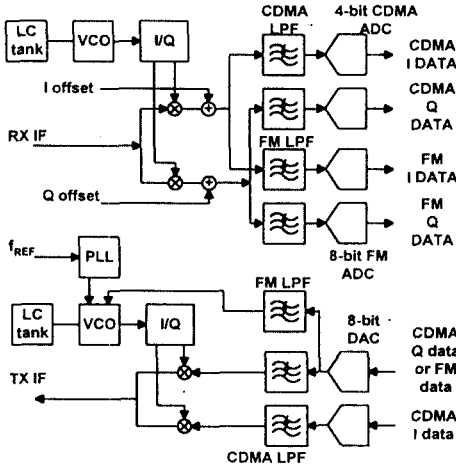 CDMA
LPF
4-bit CDMA
ADC
LC
tank
VCO
I/Q
CDMA
I DATA
I offset
CDMA
Q
DATA
RX IF
FM LPF
FM
I DATA
Q offset
FM
Q
DATA
8-bit FM
ADC
fREF
PLL
FM LPF
LC
tank
VCO
I/Q
8-bit
DAC
CDMA
Q data
or FM
data
TX IF
CDMA
I data
CDMA LPF